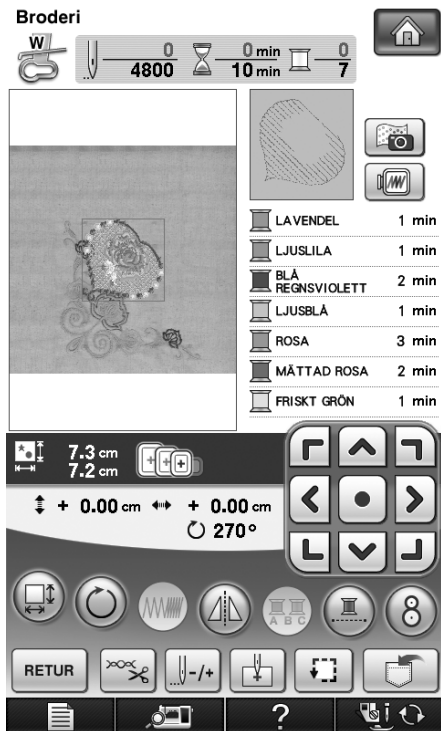 Broderi
W
0
4800
0 min
10 min
0
7
LAVENDEL 1 min
LJUSLILA 1 min
BLÅ
REGNSVIOLETT 2 min
LJUSBLÅ 1 min
ROSA 3 min
MÄTTAD ROSA 2 min
FRISKT GRÖN 1 min
7.3 cm
7.2 cm
+ 0.00 cm + 0.00 cm
270°
A B C
8
RETUR -/+
?